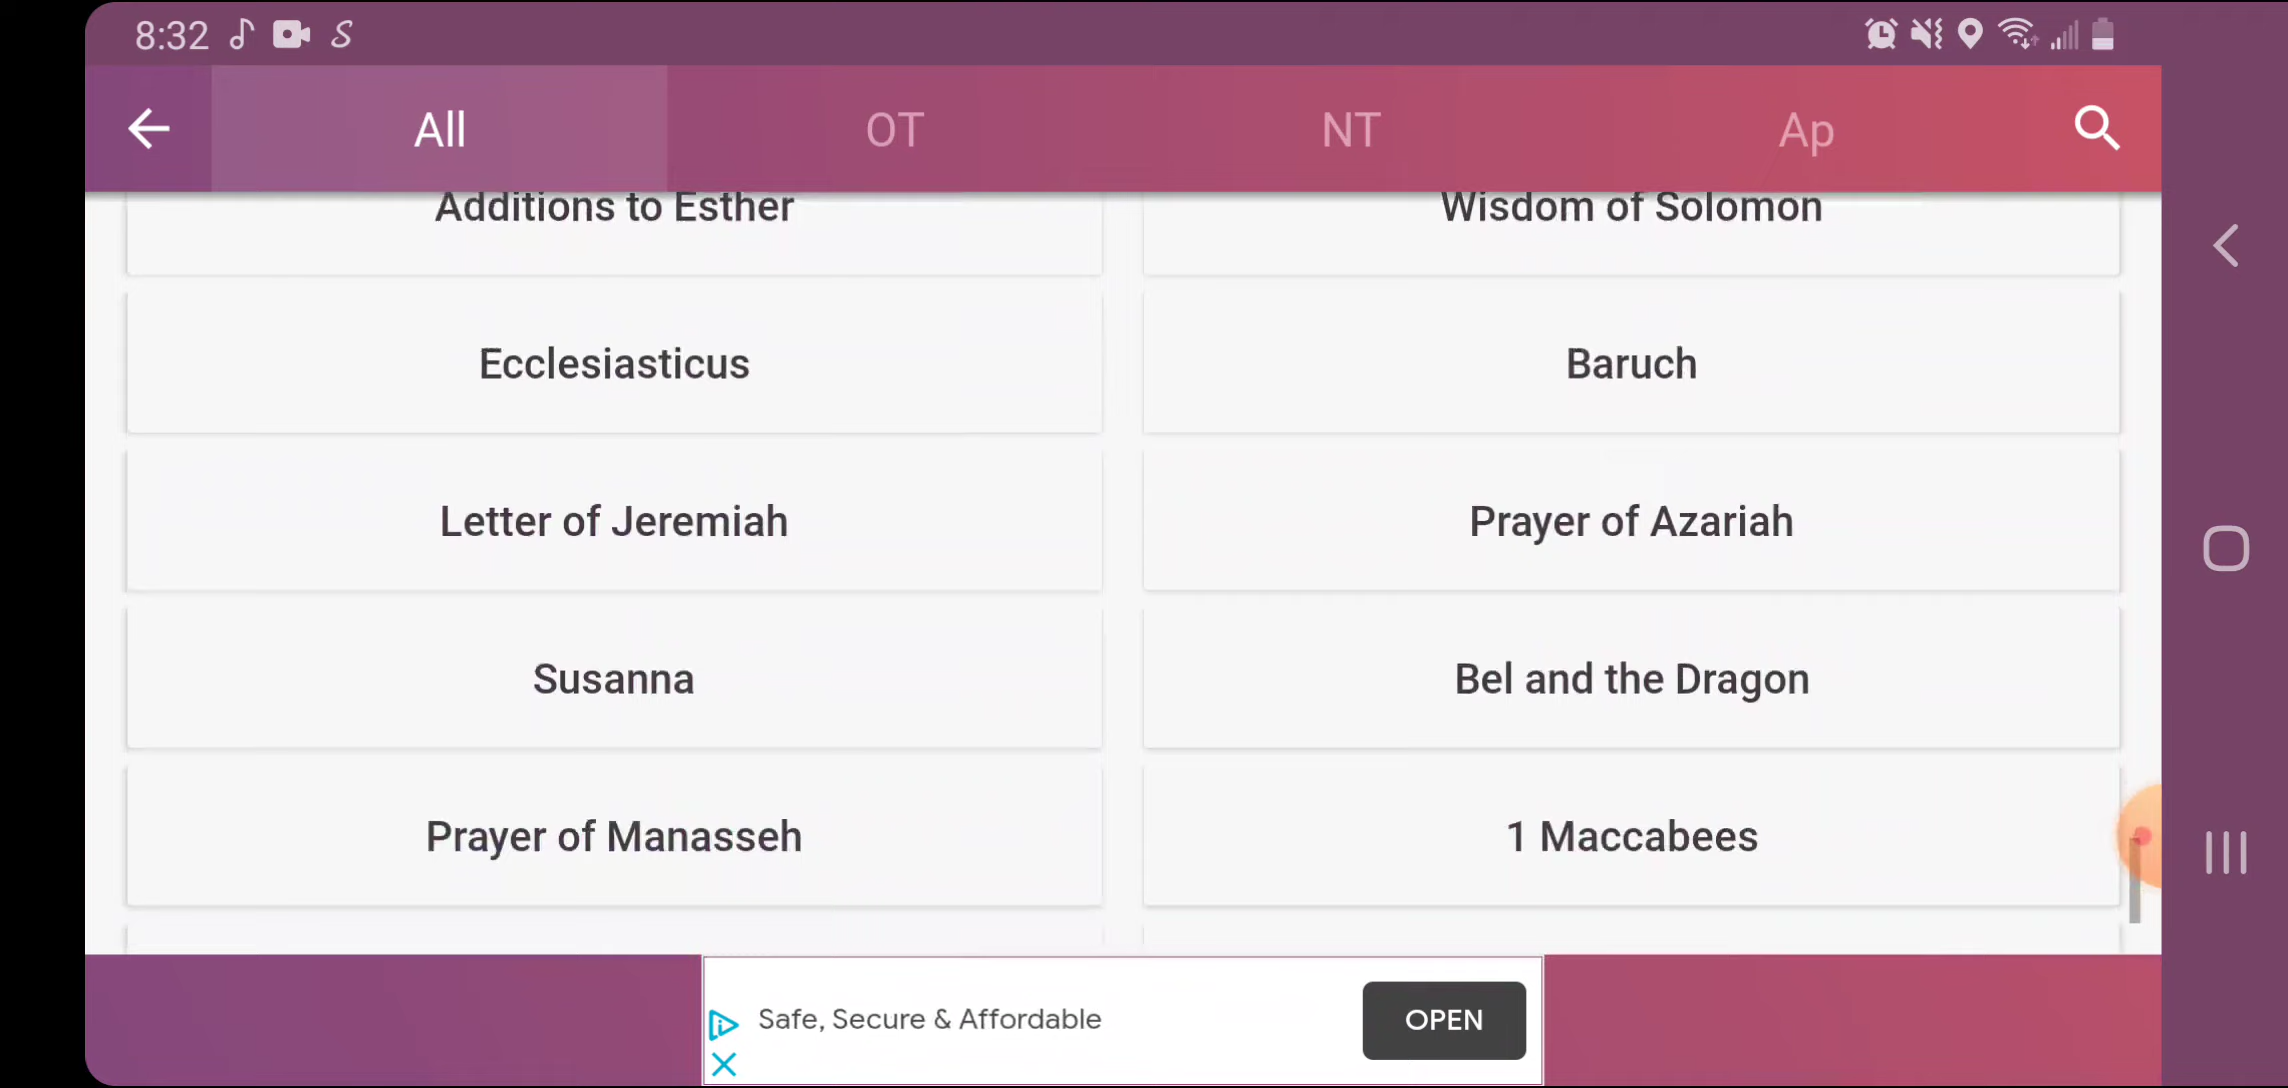 8:32
All OT NT Ap
Additions to Esther Wisdom of Solomon
Ecclesiasticus Baruch
Letter of Jeremiah Prayer of Azariah
Susanna Bel and the Dragon
Prayer of Manasseh 1 Maccabees
Safe, Secure & Affordable OPEN